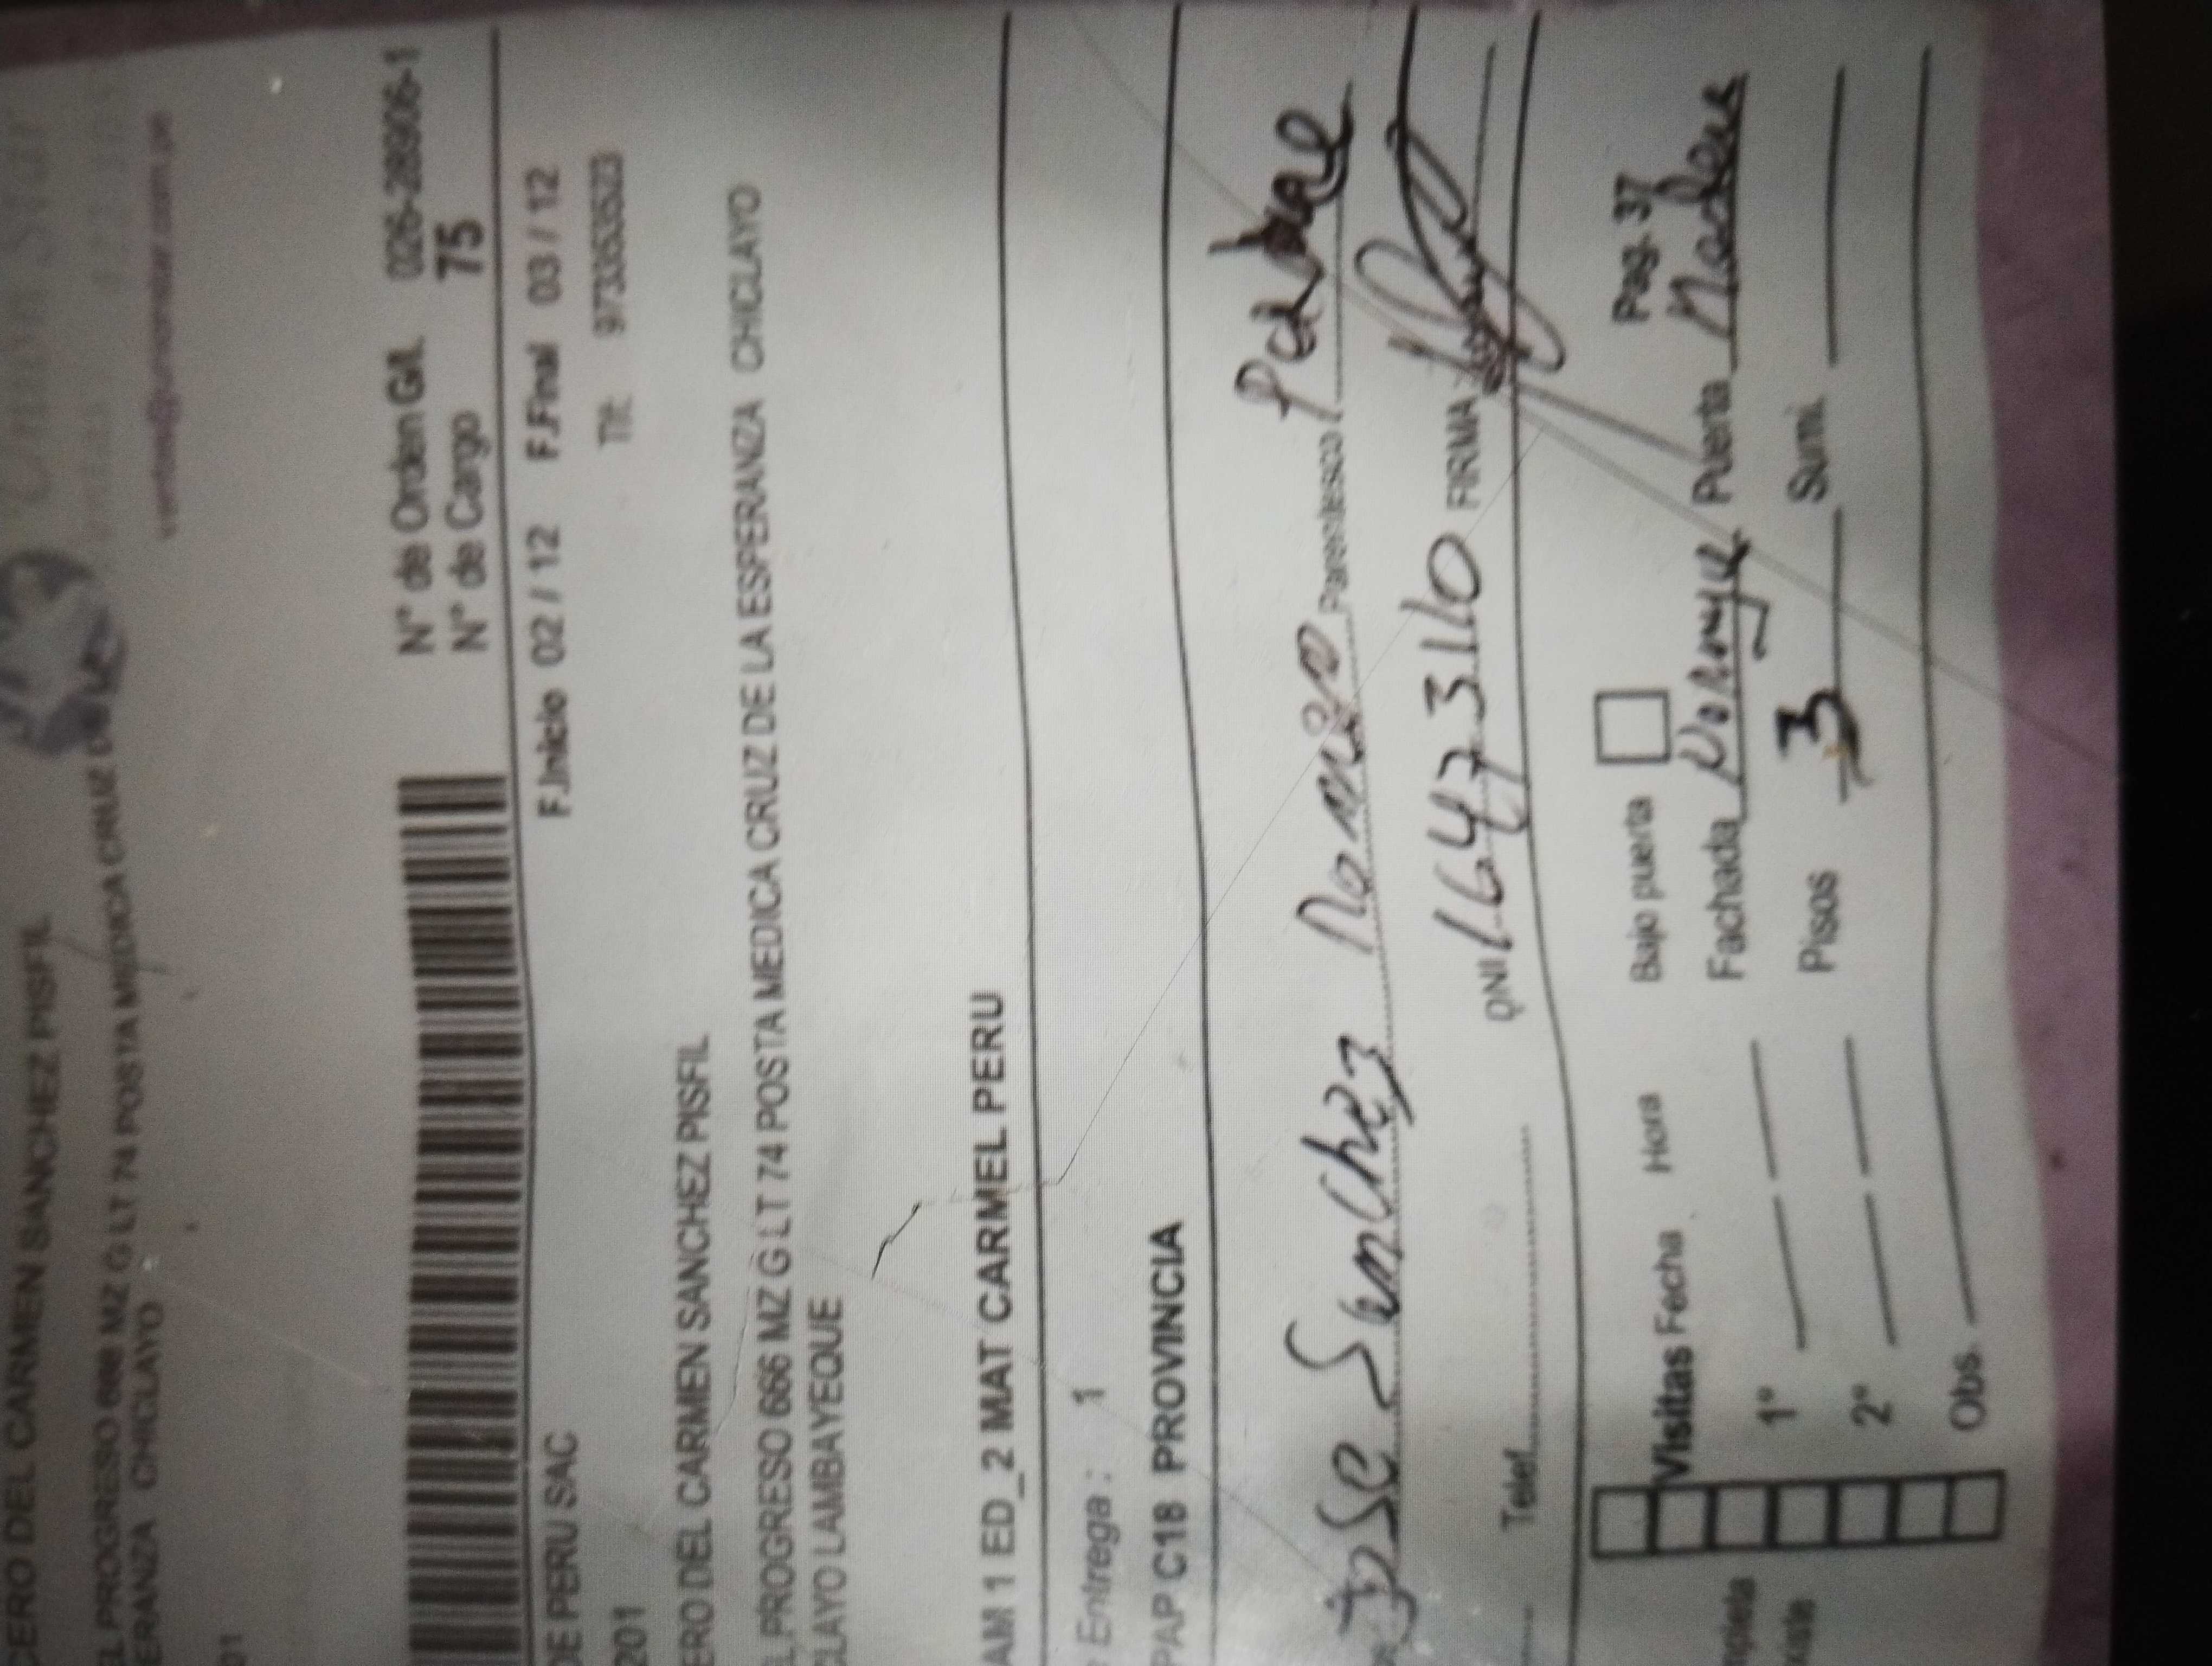 CERO DEL CARMEN SANCHEZ PISFIL
EL PROGRESO 666 MZ G LT 74 POSTA MEDICA CRUZ
ERANZA CHICLAYO
01
N° de Orden G/L 026-28906-1
N° de Cargo 75
DE PERU SAC
F.Inicio 02 / 12 F.Final 03 / 12
201
Tlf: 973353523
ERO DEL CARMEN SANCHEZ PISFIL
L PROGRESO 666 MZ G LT 74 POSTA MEDICA CRUZ DE LA ESPERANZA CHICLAYO
CLAYO LAMBAYEQUE
AM 1 ED_2 MAT CARMEL PERU
Entrega : 1
PAP C18 PROVINCIA
Jose Sanchez Parentesco Padre
Telef. DNI 16473110 FIRMA
Bajo puerta Pag. 37
Visitas Fecha Hora Fachada Puerta
1° Pisos 3 Sumi.
2°
Obs.